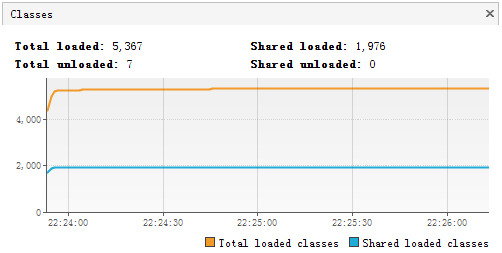 Classes
Total loaded: 5,367 Shared loaded: 1,976
Total unloaded: 7 Shared unloaded: 0
4,000
2,000
0
22:24:00 22:24:30 22:25:00 22:25:30 22:26:00
Total loaded classes Shared loaded classes